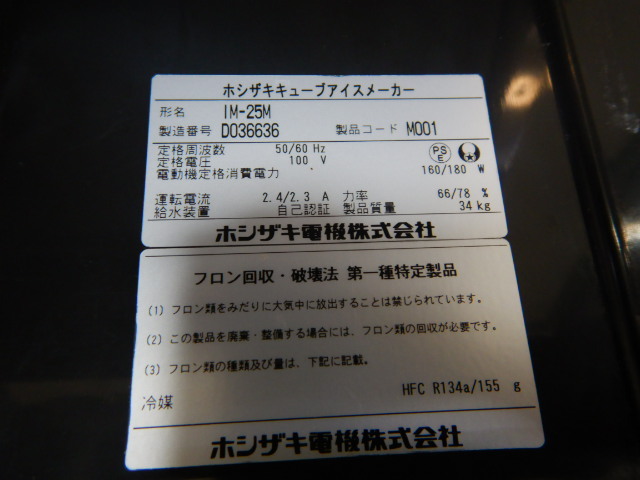 ホシザキキューブアイスメーカー
形名 IM-25M
製造番号 D036636 製品コード M001
定格周波数 50/60 Hz
定格電圧 100 V
PS E
電動機定格消費電力 160/180 W
運転電流 2.4/2.3 A 力率 66/78 %
給水装置 自己認証 製品質量 34 kg
ホシザキ電機株式会社
フロン回収・破壊法 第一種特定製品
(1) フロン類をみだりに大気中に放出することは禁じられています。
(2) この製品を廃棄・整備する場合には、フロン類の回収が必要です。
(3) フロン類の種類及び量は、下記に記載。
冷媒 HFC R134a/155 g
ホシザキ電機株式会社